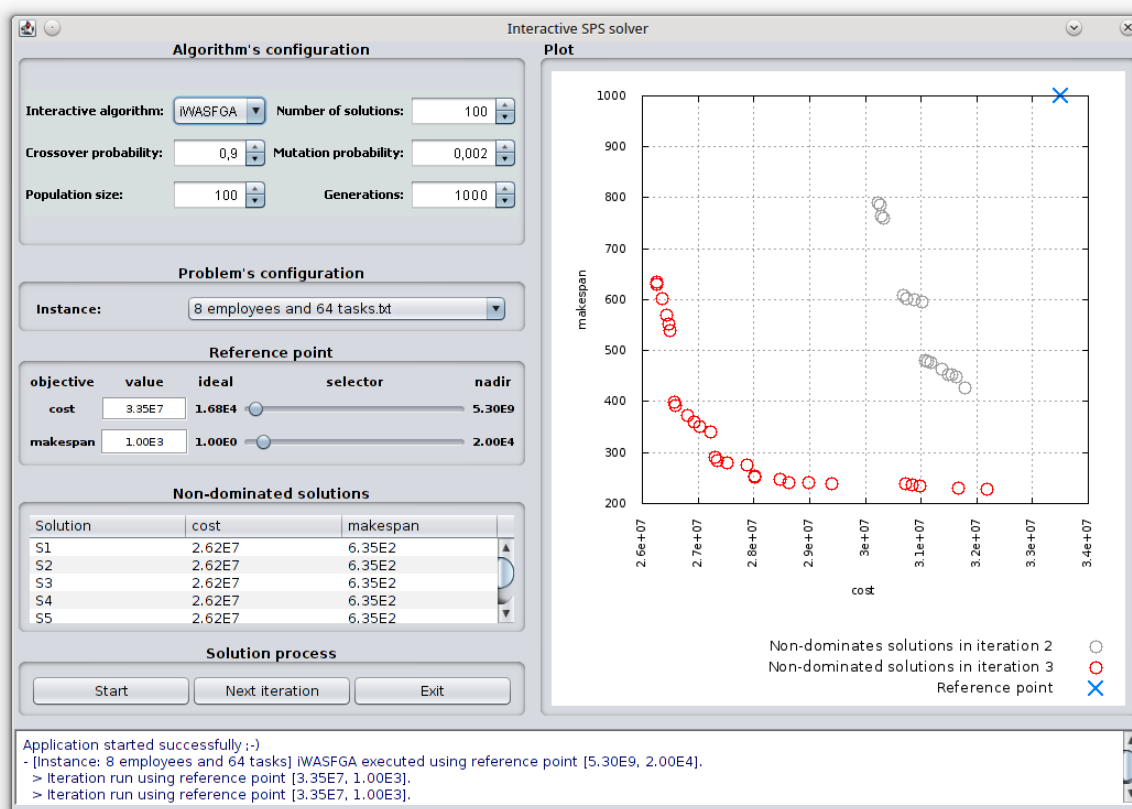 Interactive SPS solver
Algorithm's configuration
Interactive algorithm: iWASFGA Number of solutions: 100
Crossover probability: 0,9 Mutation probability: 0,002
Population size: 100 Generations: 1000
Problem's configuration
Instance: 8 employees and 64 tasks.txt
Reference point
objective value ideal selector nadir
cost 3.35E7 1.68E4 5.30E9
makespan 1.00E3 1.00E0 2.00E4
Non-dominated solutions
Solution cost makespan
S1 2.62E7 6.35E2
S2 2.62E7 6.35E2
S3 2.62E7 6.35E2
S4 2.62E7 6.35E2
S5 2.62E7 6.35E2
Solution process
Start Next iteration Exit
Plot
1000
900
800
700
600
500
400
300
200
makespan
2.6e+07 2.7e+07 2.8e+07 2.9e+07 3e+07 3.1e+07 3.2e+07 3.3e+07 3.4e+07
cost
Non-dominates solutions in iteration 2
Non-dominated solutions in iteration 3
Reference point
Application started successfully ;-)
- [Instance: 8 employees and 64 tasks] iWASFGA executed using reference point [5.30E9, 2.00E4].
> Iteration run using reference point [3.35E7, 1.00E3].
> Iteration run using reference point [3.35E7, 1.00E3].